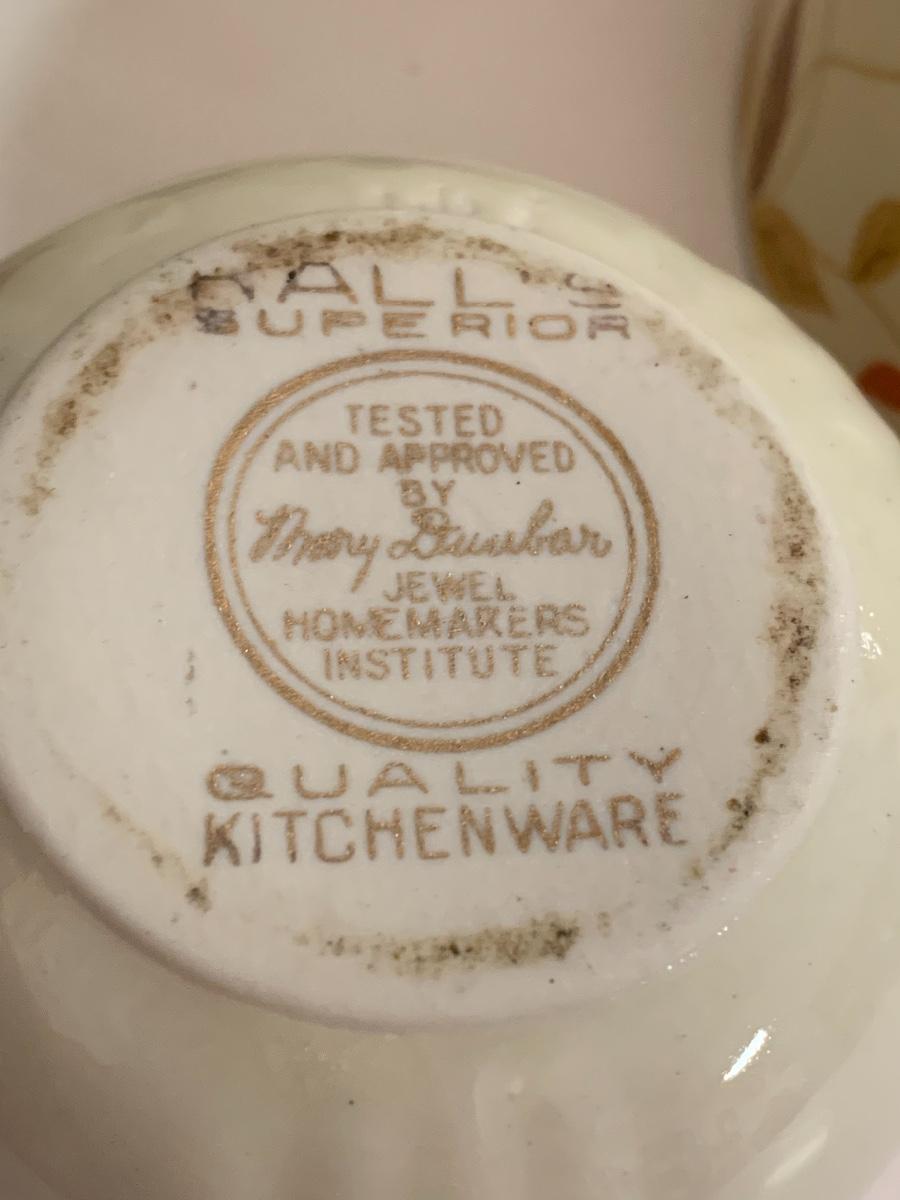 HALL'S
SUPERIOR
TESTED
AND APPROVED
BY
Mary Dunbar
JEWEL
HOMEMAKERS
INSTITUTE
QUALITY
KITCHENWARE